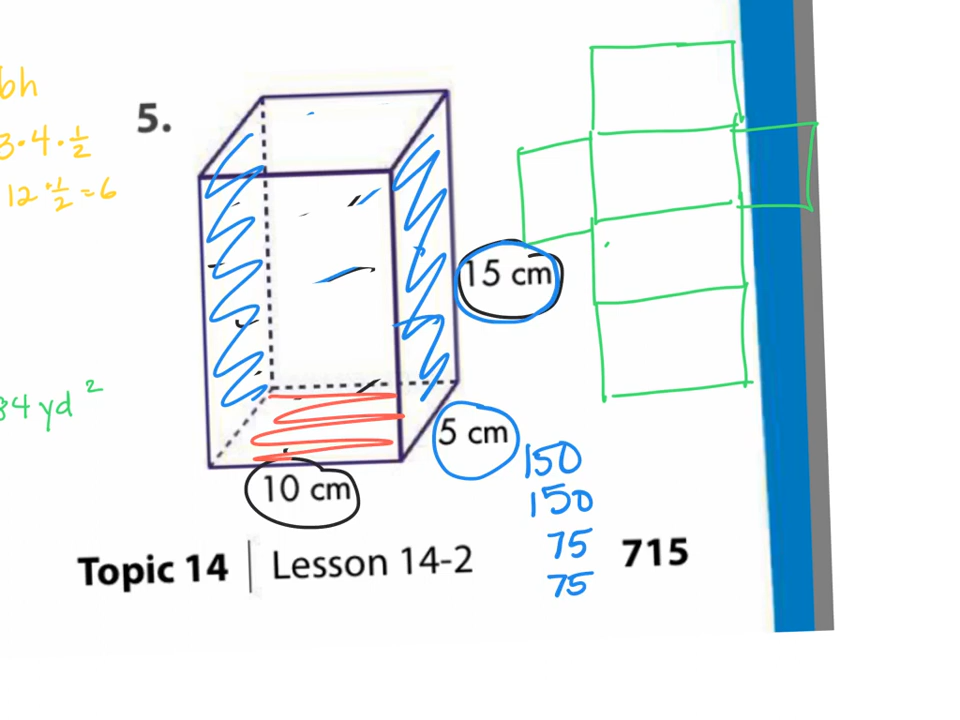 bh
5.
3·4·½
12·½=6
15 cm
84 yd²
5 cm
10 cm
150
150
75
75
Topic 14 | Lesson 14-2
715